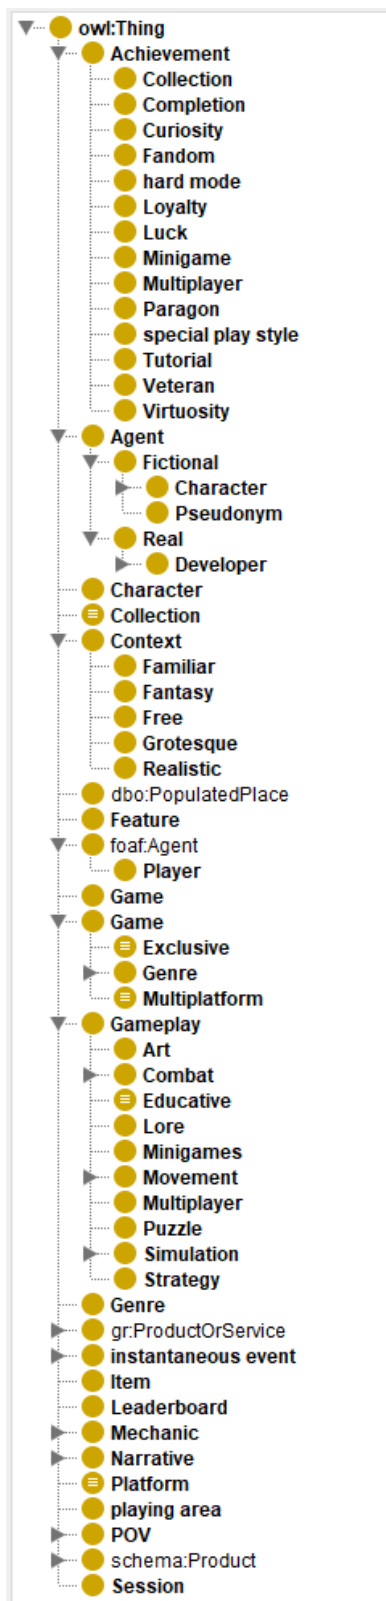 owl:Thing
Achievement
Collection
Completion
Curiosity
Fandom
hard mode
Loyalty
Luck
Minigame
Multiplayer
Paragon
special play style
Tutorial
Veteran
Virtuosity
Agent
Fictional
Character
Pseudonym
Real
Developer
Character
Collection
Context
Familiar
Fantasy
Free
Grotesque
Realistic
dbo:PopulatedPlace
Feature
foaf:Agent
Player
Game
Game
Exclusive
Genre
Multiplatform
Gameplay
Art
Combat
Educative
Lore
Minigames
Movement
Multiplayer
Puzzle
Simulation
Strategy
Genre
gr:ProductOrService
instantaneous event
Item
Leaderboard
Mechanic
Narrative
Platform
playing area
POV
schema:Product
Session